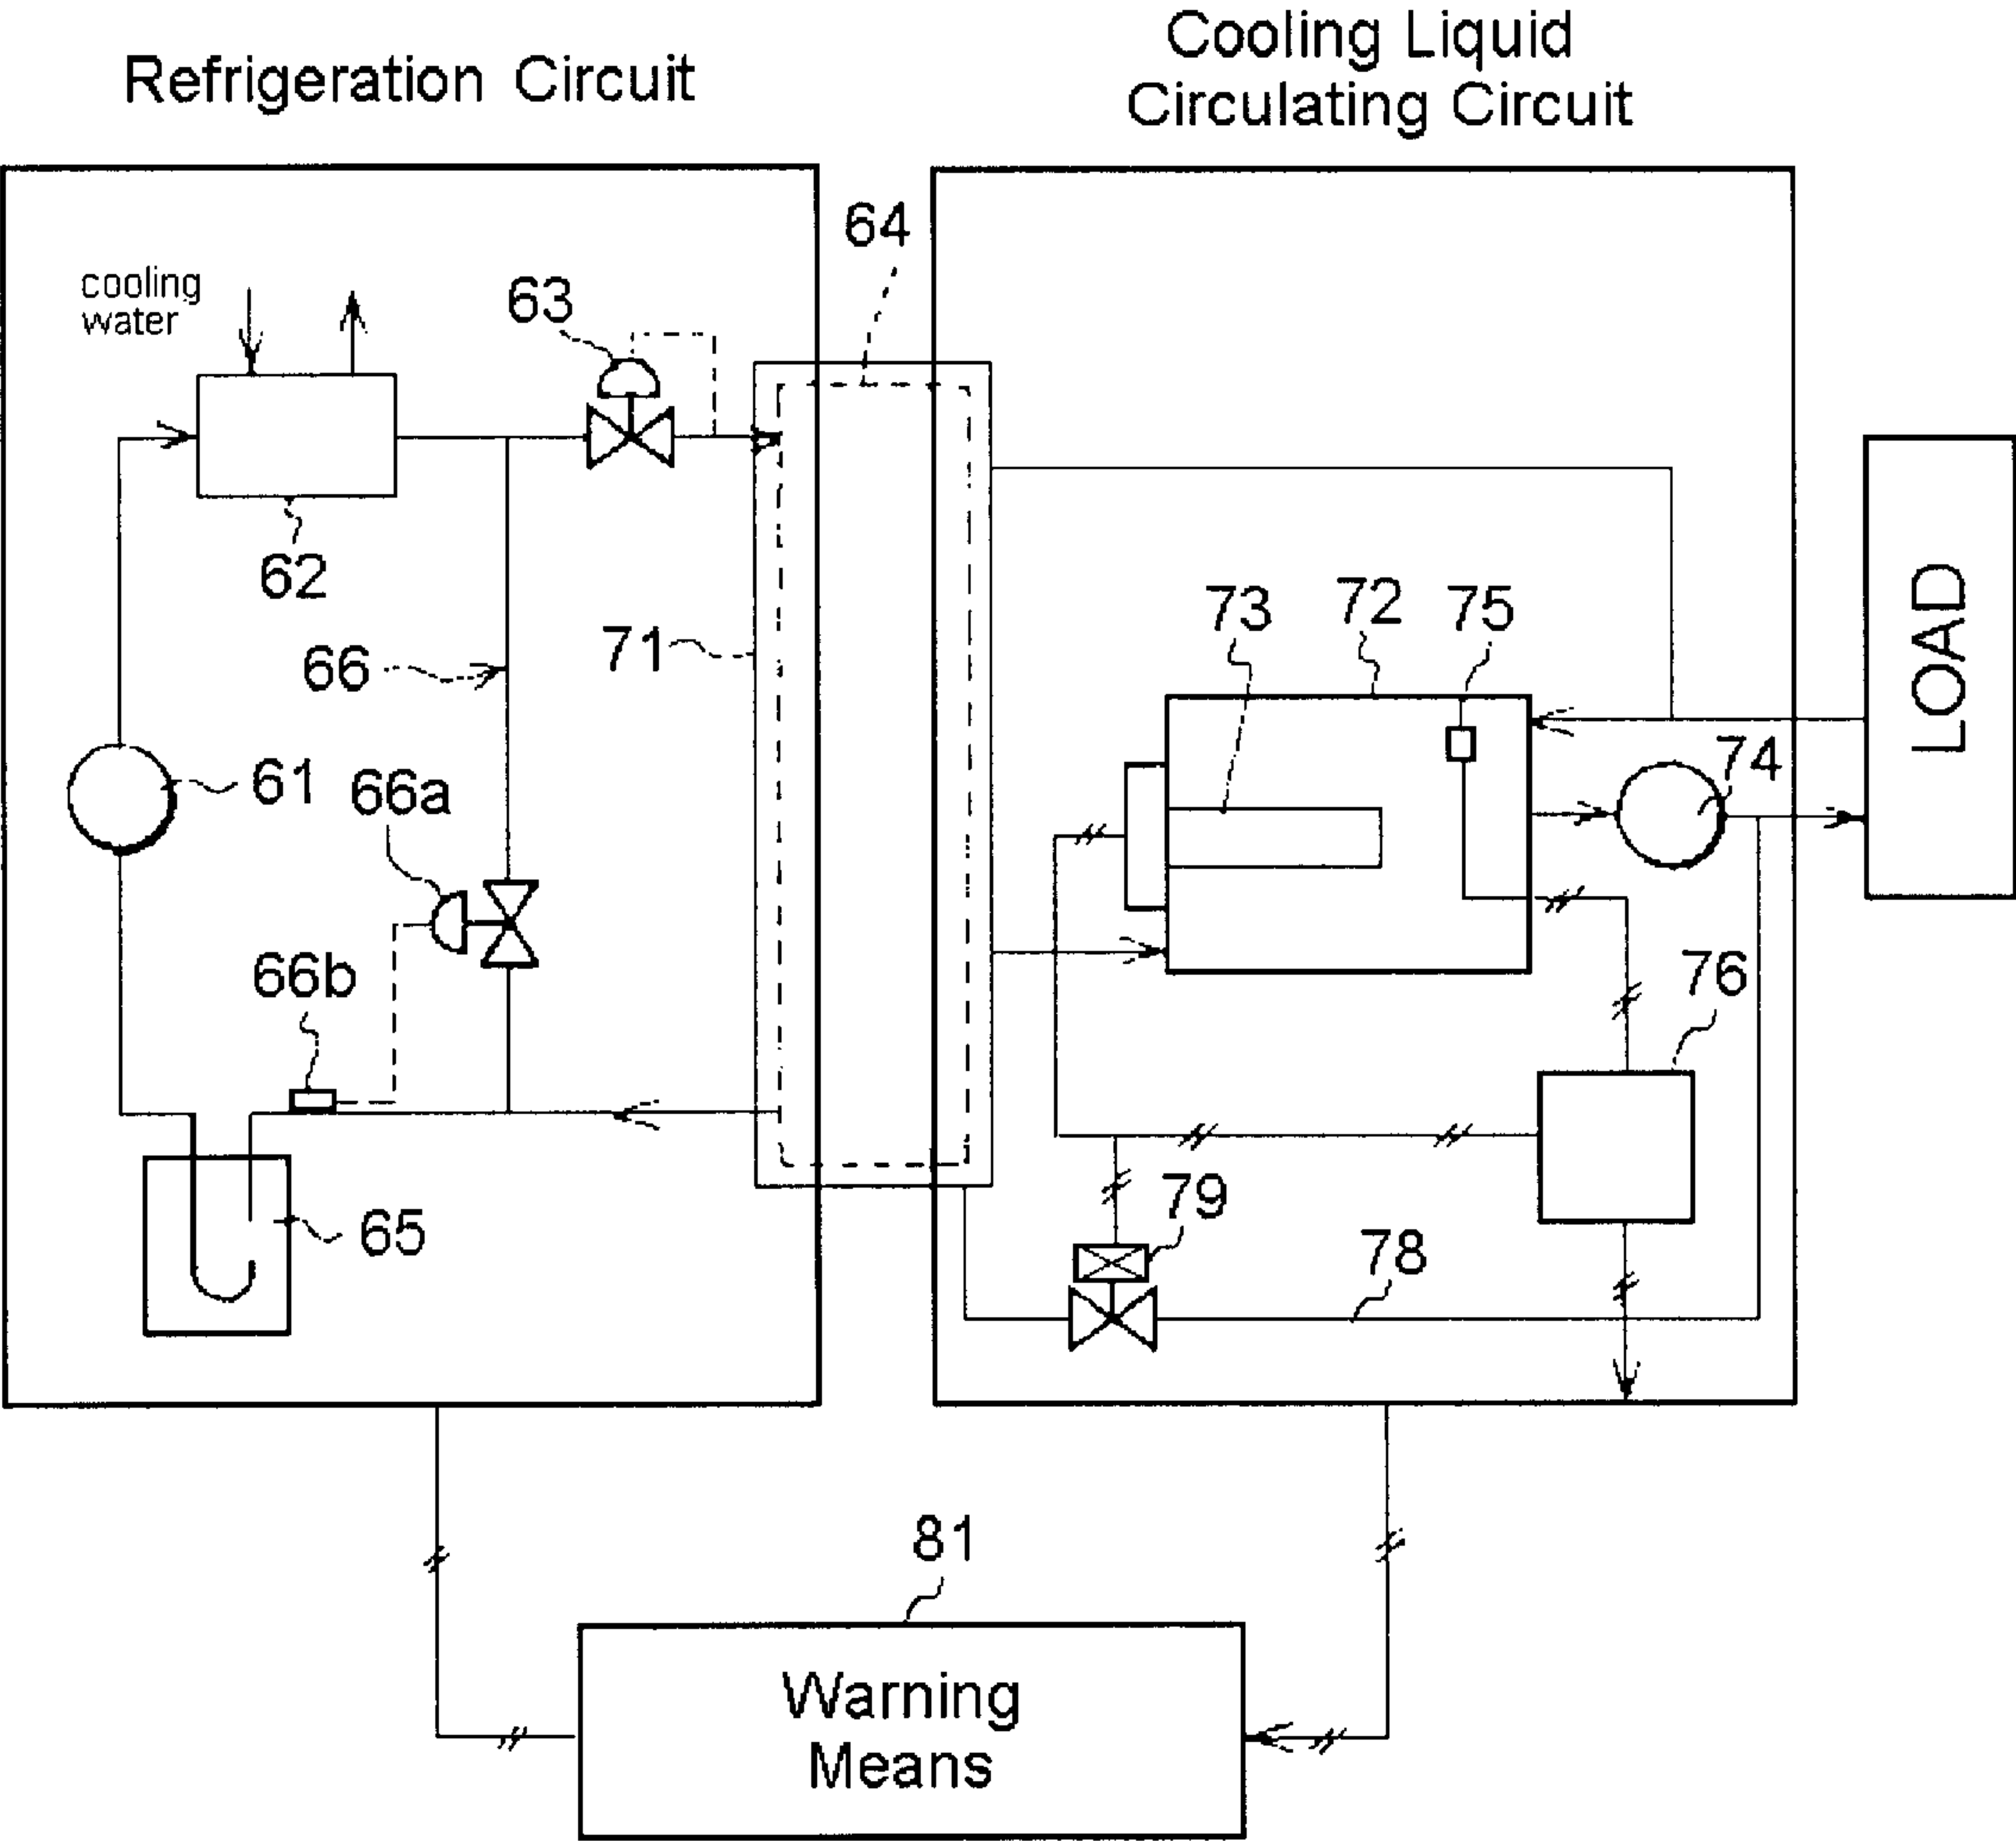 Refrigeration Circuit
Cooling Liquid
Circulating Circuit
64
cooling
water
63
62
66
71
73
72
75
LOAD
74
61
66a
66b
76
65
79
78
81
Warning
Means